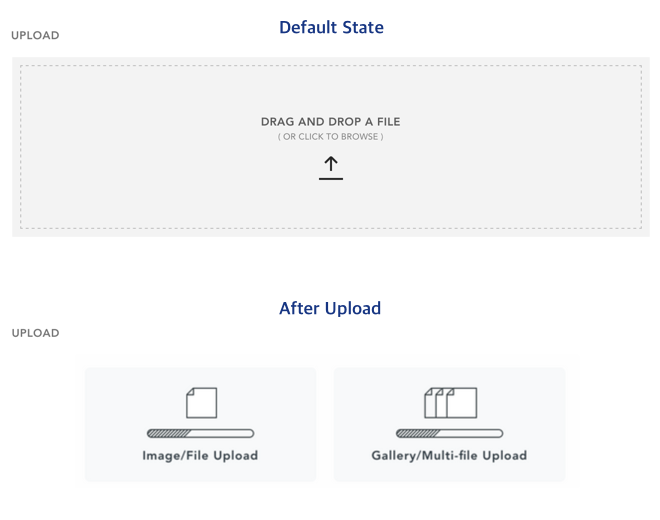 Default State
UPLOAD
DRAG AND DROP A FILE
( OR CLICK TO BROWSE )
After Upload
UPLOAD
Image/File Upload
Gallery/Multi-file Upload